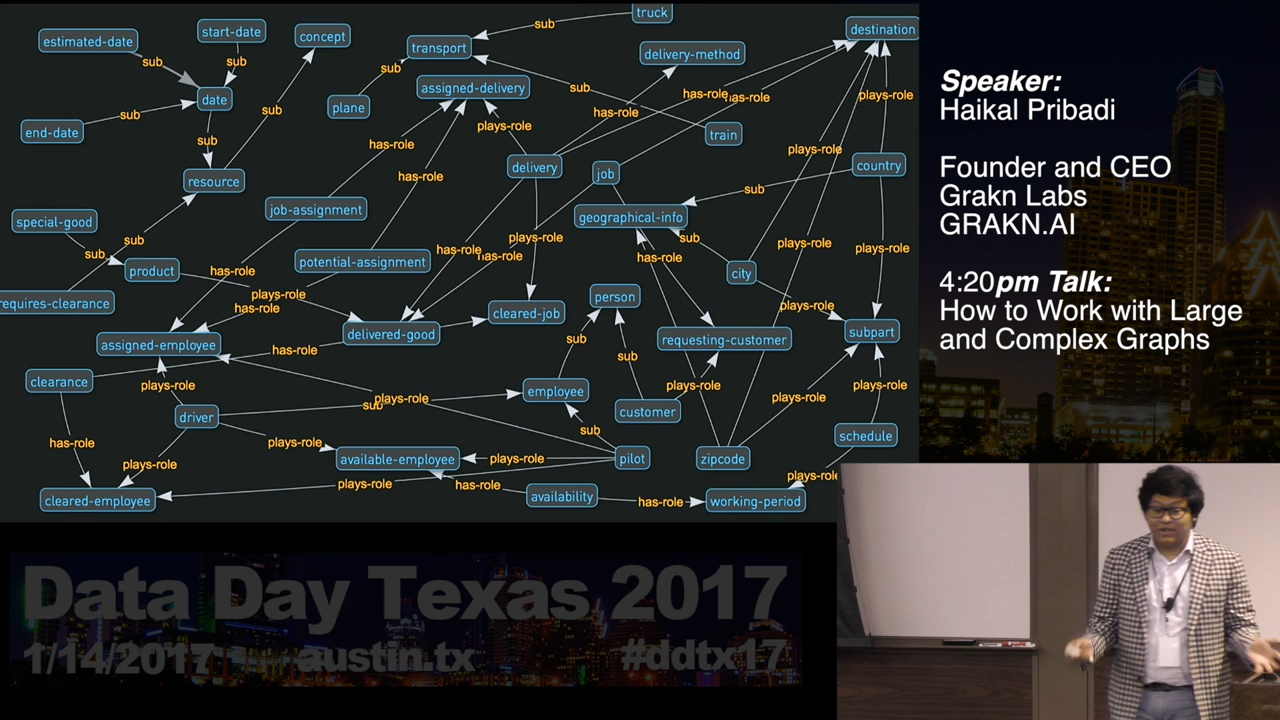 truck
estimated-date
start-date
concept
sub
transport
destination
delivery-method
sub
sub
sub
sub
assigned-delivery
sub
date
plane
has-role
has-role
plays-role
end-date
sub
sub
has-role
plays-role
train
sub
has-role
plays-role
delivery
job
country
resource
has-role
sub
special-good
job-assignment
geographical-info
sub
sub
plays-role
sub
has-role
has-role
plays-role
plays-role
product
has-role
potential-assignment
has-role
city
requires-clearance
plays-role
has-role
person
plays-role
cleared-job
delivered-good
requesting-customer
subpart
assigned-employee
has-role
sub
sub
clearance
plays-role
employee
plays-role
plays-role
sub
plays-role
plays-role
driver
customer
has-role
plays-role
sub
schedule
available-employee
plays-role
pilot
zipcode
plays-role
plays-role
has-role
plays-role
cleared-employee
availability
has-role
working-period
Speaker:
Haikal Pribadi
Founder and CEO
Grakn Labs
GRAKN.AI
4:20pm Talk:
How to Work with Large
and Complex Graphs
Data Day Texas 2017
1/14/2017 austin.tx #ddtx17